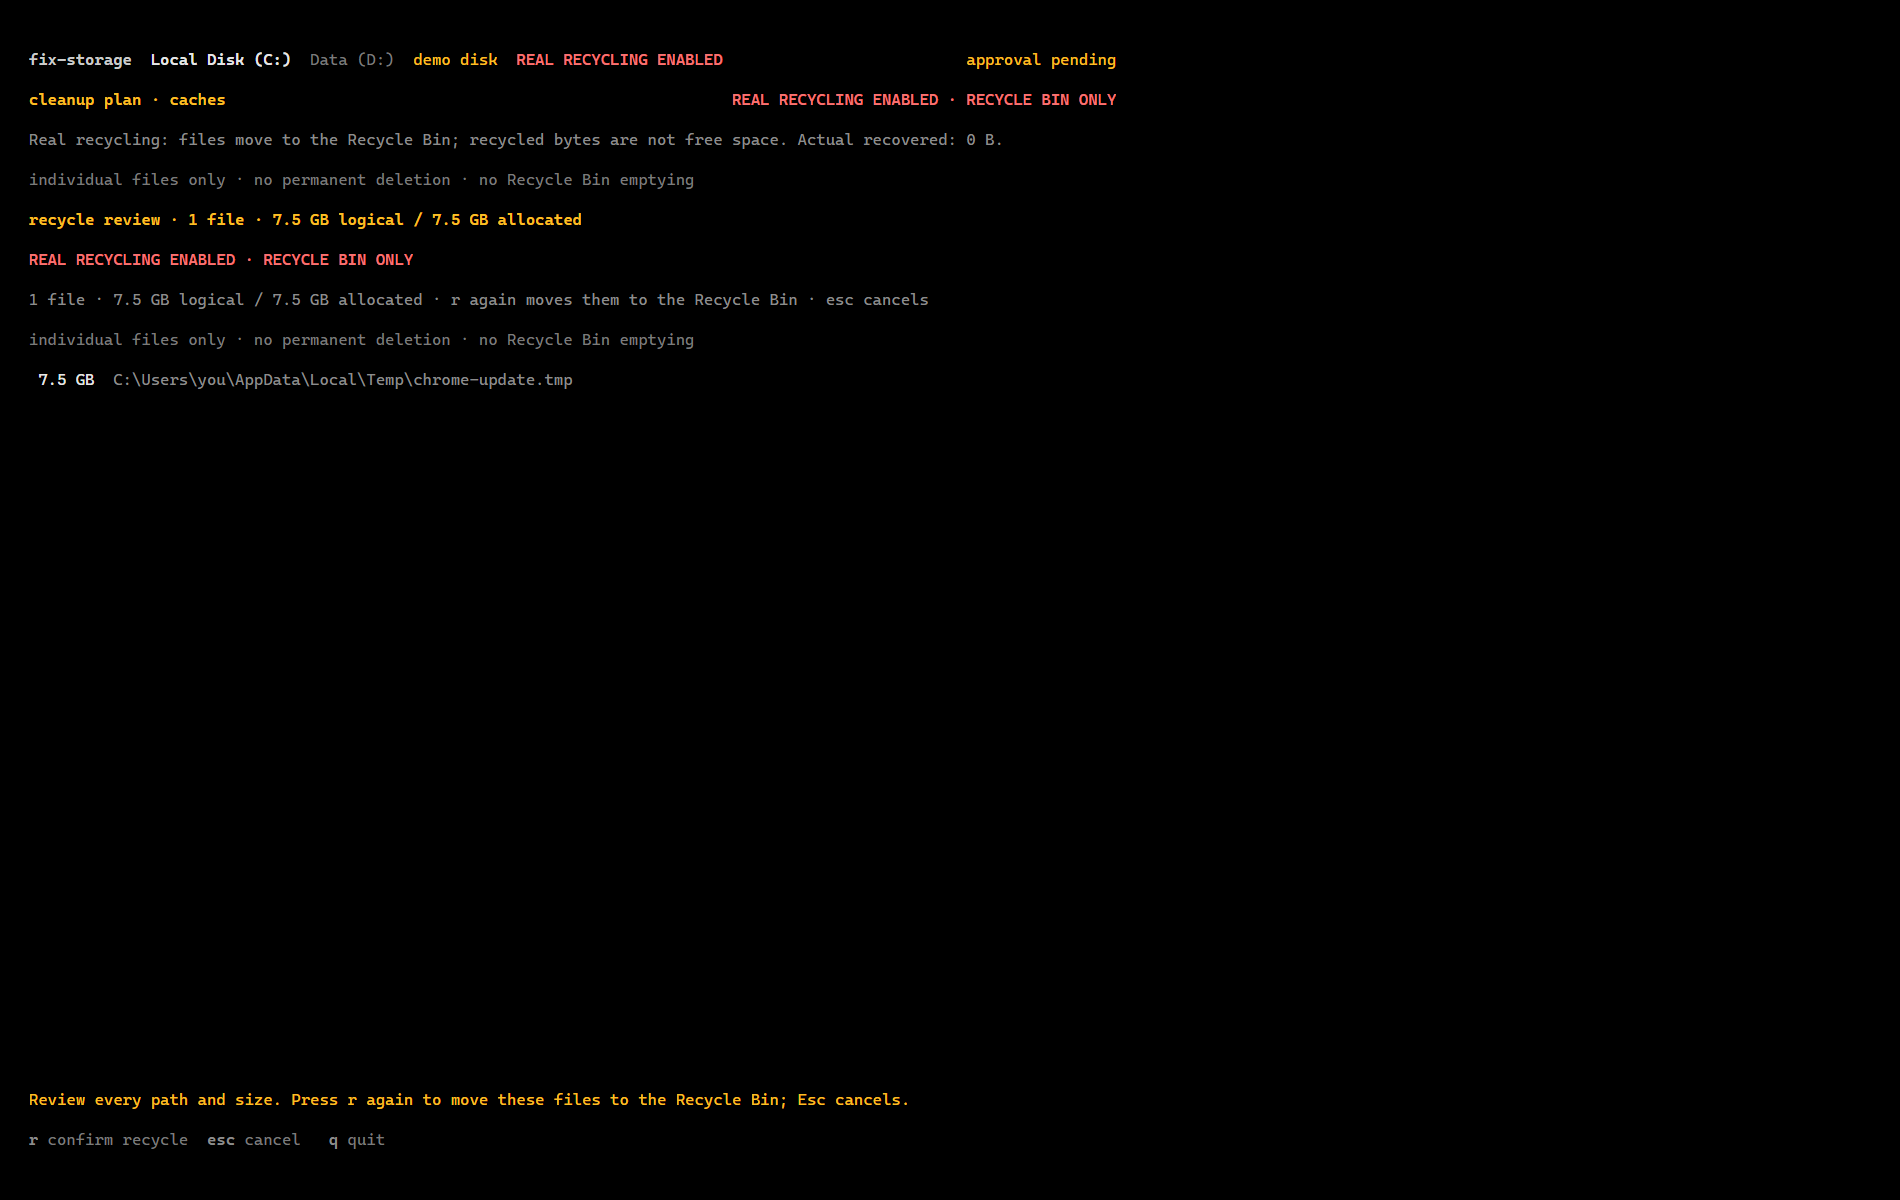 fix-storage  Local Disk (C:)  Data (D:)  demo disk  REAL RECYCLING ENABLED  approval pending
cleanup plan · caches  REAL RECYCLING ENABLED · RECYCLE BIN ONLY
Real recycling: files move to the Recycle Bin; recycled bytes are not free space. Actual recovered: 0 B.
individual files only · no permanent deletion · no Recycle Bin emptying
recycle review · 1 file · 7.5 GB logical / 7.5 GB allocated
REAL RECYCLING ENABLED · RECYCLE BIN ONLY
1 file · 7.5 GB logical / 7.5 GB allocated · r again moves them to the Recycle Bin · esc cancels
individual files only · no permanent deletion · no Recycle Bin emptying
7.5 GB  C:\Users\you\AppData\Local\Temp\chrome-update.tmp
Review every path and size. Press r again to move these files to the Recycle Bin; Esc cancels.
r confirm recycle  esc cancel   q quit